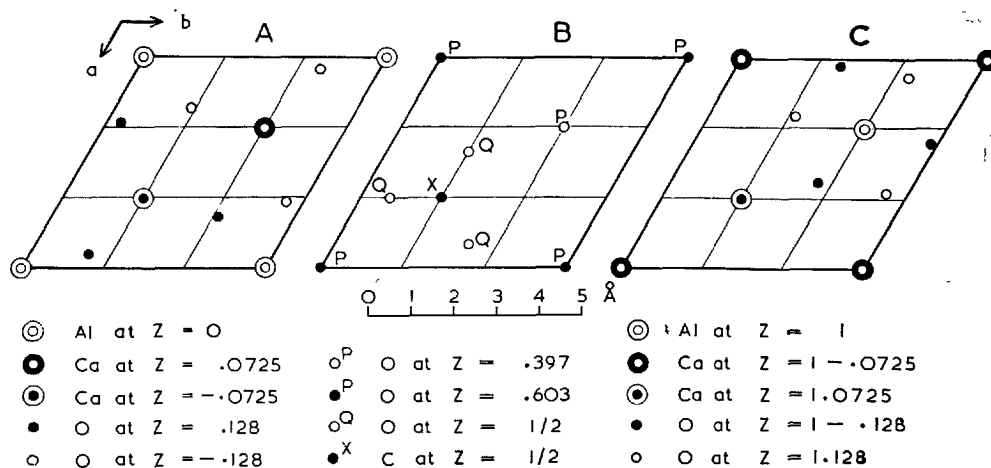 A B C
b
a
P P
P
Q
Q X
Q
P P
O 1 2 3 4 5 Å
Al at Z = O
Ca at Z = .0725
Ca at Z = -.0725
O at Z = .128
O at Z = -.128
P O at Z = .397
P O at Z = .603
Q O at Z = 1/2
X C at Z = 1/2
Al at Z = 1
Ca at Z = 1 - .0725
Ca at Z = 1.0725
O at Z = 1 - .128
O at Z = 1.128